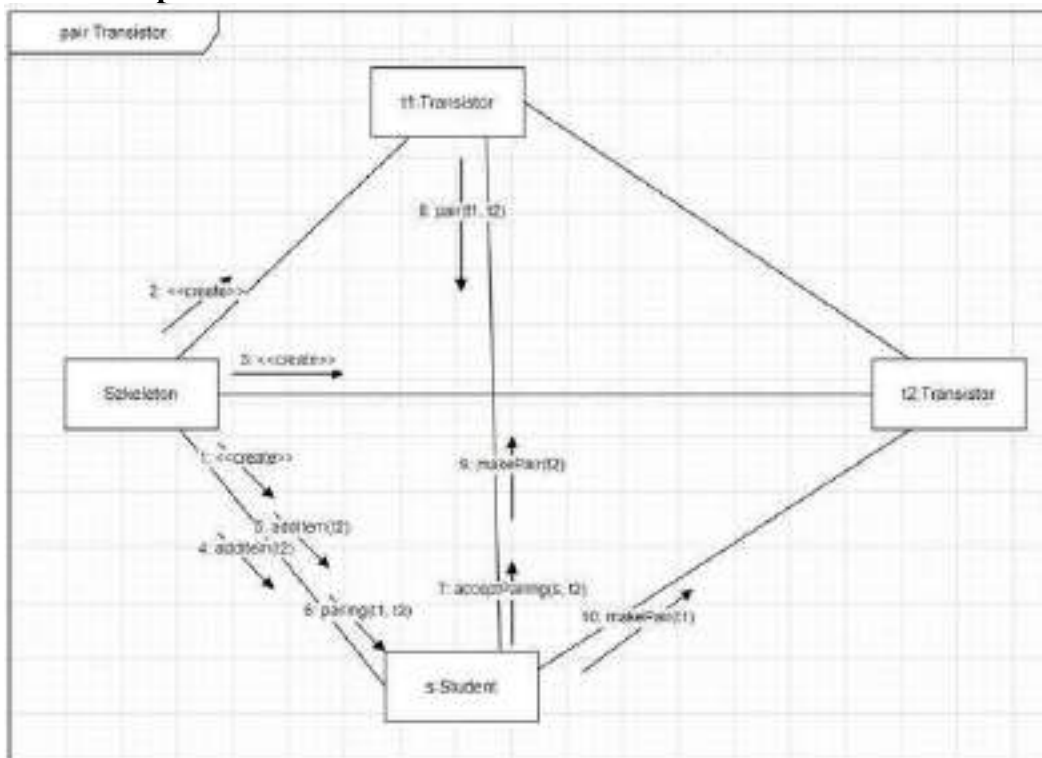 pair Transistor
t1:Transistor
8: pair(t1, t2)
2: <<create>>
3: <<create>>
Szkeleton
t2:Transistor
1: <<create>>
9: makePair(t2)
5: addItem(t2)
4: addItem(t2)
7: acceptPairing(s, t2)
6: pairing(t1, t2)
10: makePair(t1)
s:Student